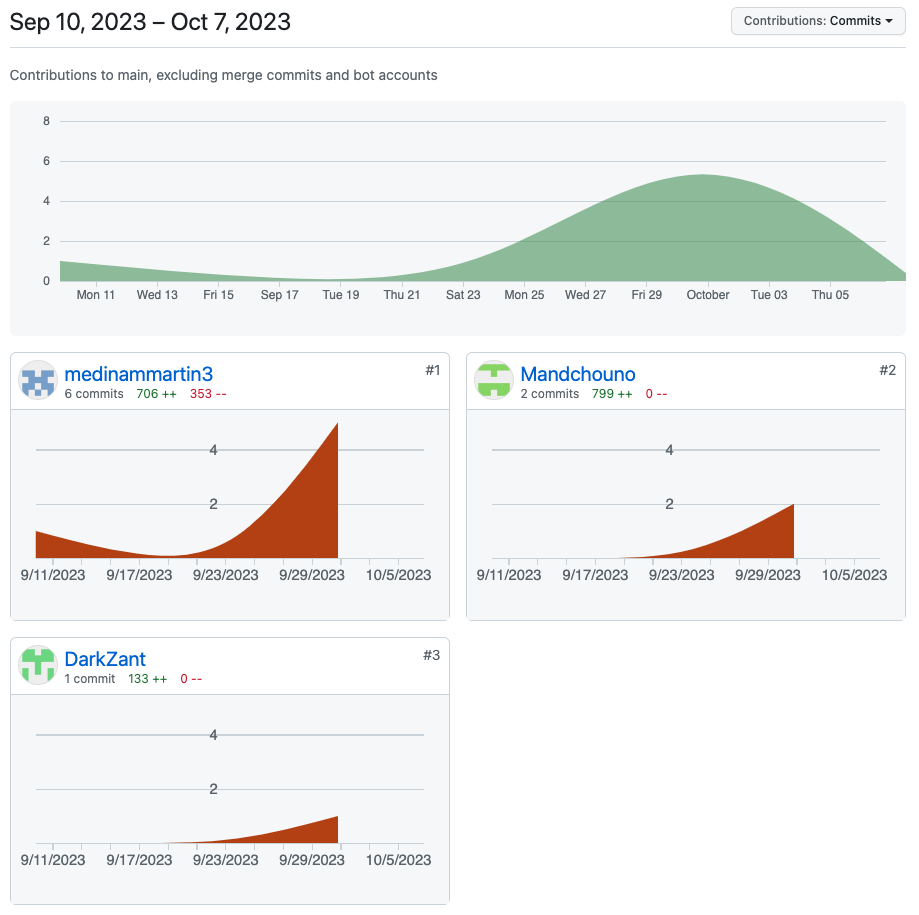 Sep 10, 2023 – Oct 7, 2023
Contributions: Commits
Contributions to main, excluding merge commits and bot accounts
8
6
4
2
0
Mon 11 Wed 13 Fri 15 Sep 17 Tue 19 Thu 21 Sat 23 Mon 25 Wed 27 Fri 29 October Tue 03 Thu 05
medinammartin3
#1
6 commits 706 ++ 353 --
4
2
9/11/2023 9/17/2023 9/23/2023 9/29/2023 10/5/2023
Mandchouno
#2
2 commits 799 ++ 0 --
4
2
9/11/2023 9/17/2023 9/23/2023 9/29/2023 10/5/2023
DarkZant
#3
1 commit 133 ++ 0 --
4
2
9/11/2023 9/17/2023 9/23/2023 9/29/2023 10/5/2023